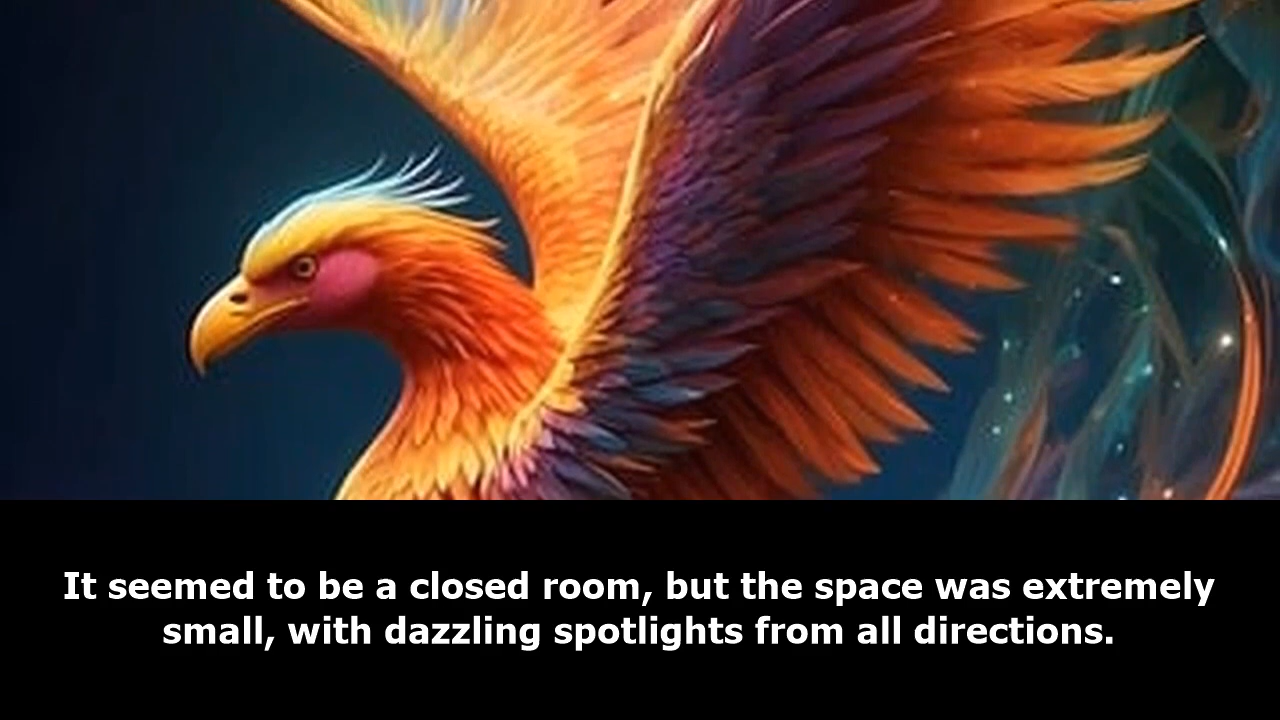 It seemed to be a closed room, but the space was extremely
small, with dazzling spotlights from all directions.